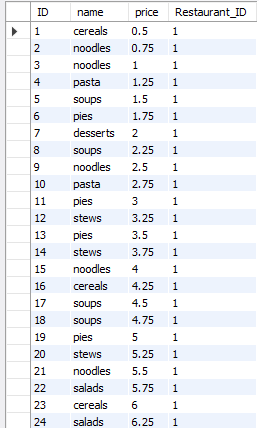 ID name price Restaurant_ID
1 cereals 0.5 1
2 noodles 0.75 1
3 noodles 1 1
4 pasta 1.25 1
5 soups 1.5 1
6 pies 1.75 1
7 desserts 2 1
8 soups 2.25 1
9 noodles 2.5 1
10 pasta 2.75 1
11 pies 3 1
12 stews 3.25 1
13 pies 3.5 1
14 stews 3.75 1
15 noodles 4 1
16 cereals 4.25 1
17 soups 4.5 1
18 soups 4.75 1
19 pies 5 1
20 stews 5.25 1
21 noodles 5.5 1
22 salads 5.75 1
23 cereals 6 1
24 salads 6.25 1